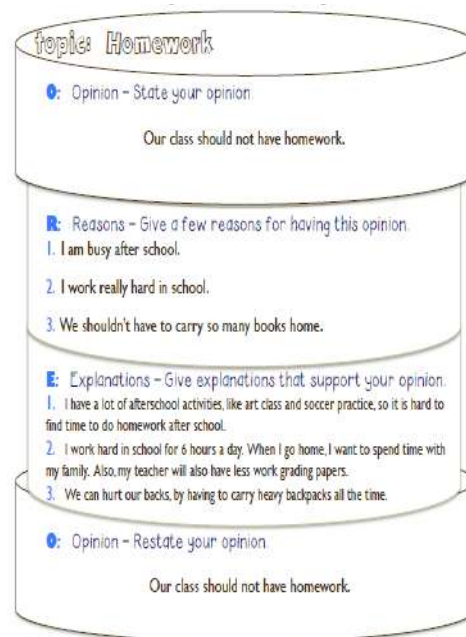 topic: Homework
O: Opinion – State your opinion.
Our class should not have homework.
R: Reasons – Give a few reasons for having this opinion.
1. I am busy after school.
2. I work really hard in school.
3. We shouldn't have to carry so many books home.
E: Explanations – Give explanations that support your opinion.
1. I have a lot of afterschool activities, like art class and soccer practice, so it is hard to
find time to do homework after school.
2. I work hard in school for 6 hours a day. When I go home, I want to spend time with
my family. Also, my teacher will also have less work grading papers.
3. We can hurt our backs, by having to carry heavy backpacks all the time.
O: Opinion – Restate your opinion.
Our class should not have homework.